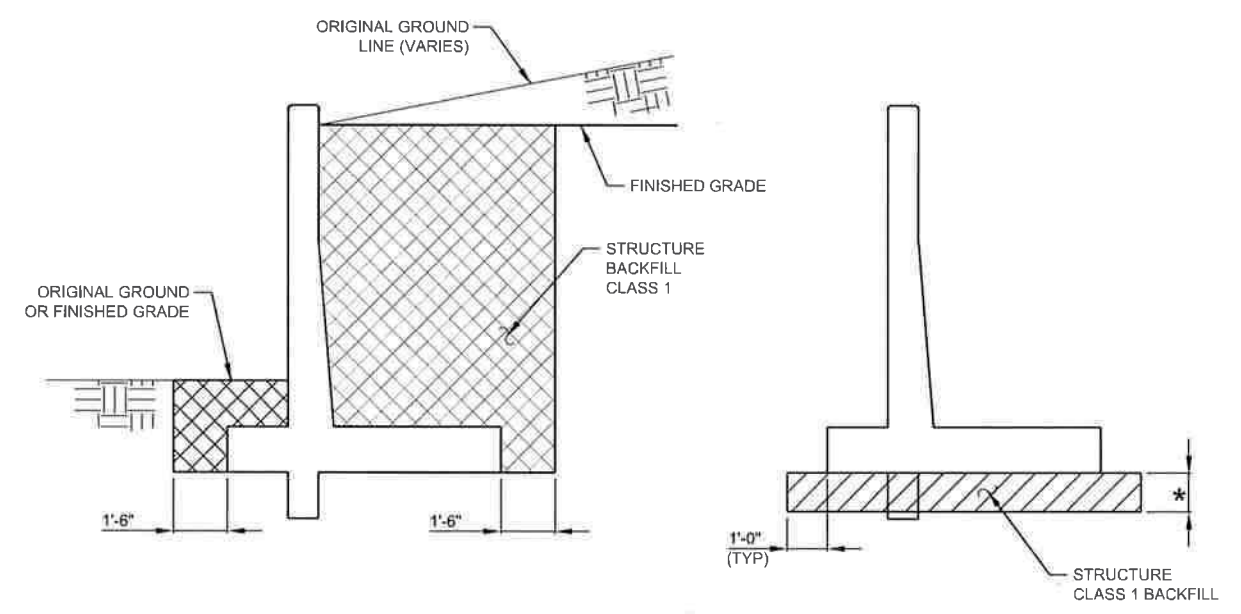 ORIGINAL GROUND
LINE (VARIES)
FINISHED GRADE
STRUCTURE
BACKFILL
CLASS 1
ORIGINAL GROUND
OR FINISHED GRADE
1'-6"
1'-6"
*
1'-0"
(TYP)
STRUCTURE
CLASS 1 BACKFILL